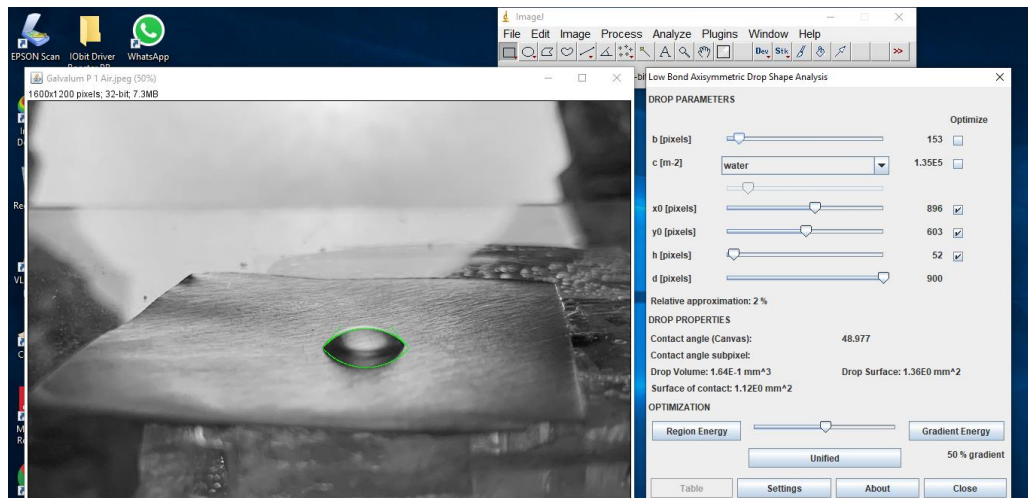 EPSON Scan
IObit Driver
WhatsApp
ImageJ
File Edit Image Process Analyze Plugins Window Help
Dev Stk >>
Galvalum P 1 Air.jpeg (50%)
1600x1200 pixels; 32-bit; 7.3MB
Low Bond Axisymmetric Drop Shape Analysis
DROP PARAMETERS
Optimize
b [pixels] 153
c [m-2] water 1.35E5
x0 [pixels] 896
y0 [pixels] 603
h [pixels] 52
d [pixels] 900
Relative approximation: 2 %
DROP PROPERTIES
Contact angle (Canvas): 48.977
Contact angle subpixel:
Drop Volume: 1.64E-1 mm^3 Drop Surface: 1.36E0 mm^2
Surface of contact: 1.12E0 mm^2
OPTIMIZATION
Region Energy Gradient Energy
Unified 50 % gradient
Table Settings About Close